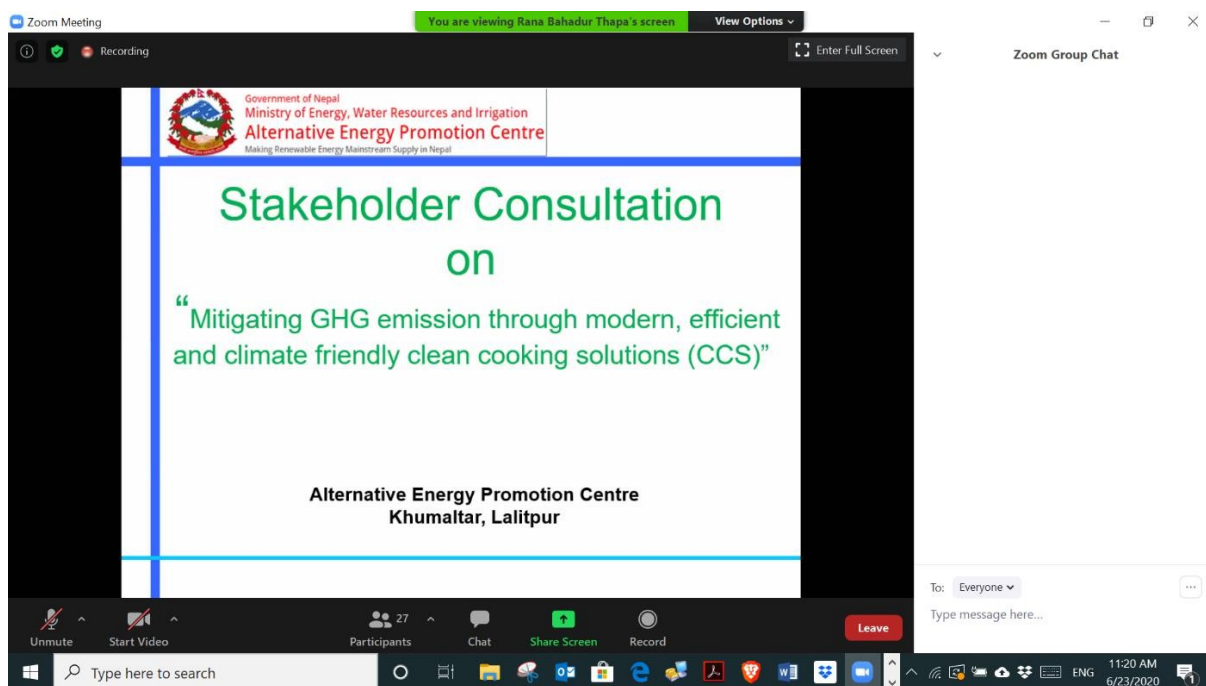 Zoom Meeting
You are viewing Rana Bahadur Thapa's screen
View Options
Recording
Enter Full Screen
Zoom Group Chat
Government of Nepal
Ministry of Energy, Water Resources and Irrigation
Alternative Energy Promotion Centre
Making Renewable Energy Mainstream Supply in Nepal
Stakeholder Consultation
on
“Mitigating GHG emission through modern, efficient
and climate friendly clean cooking solutions (CCS)”
Alternative Energy Promotion Centre
Khumaltar, Lalitpur
To: Everyone
Type message here...
Unmute
Start Video
27
Participants
Chat
Share Screen
Record
Leave
Type here to search
ENG
11:20 AM
6/23/2020
1